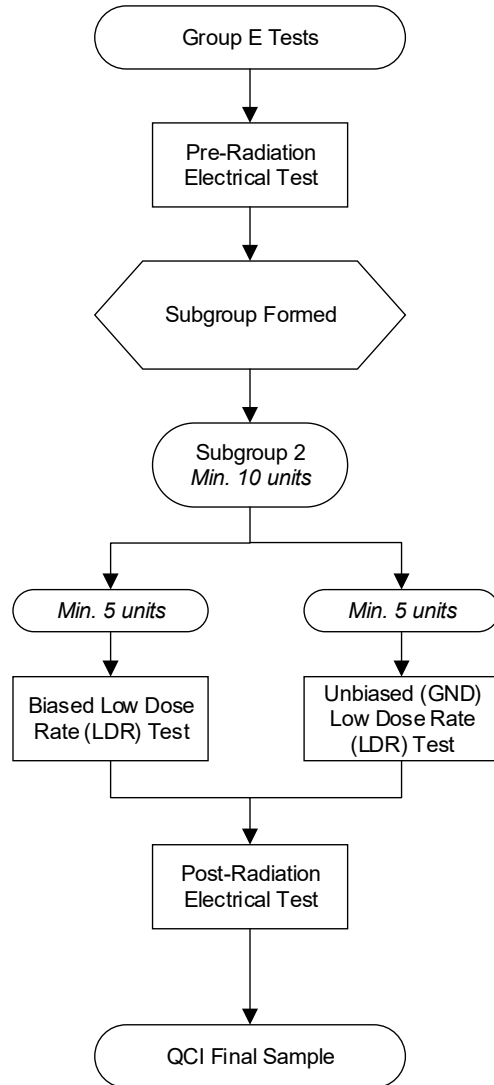 Group E Tests
Pre-Radiation
Electrical Test
Subgroup Formed
Subgroup 2
Min. 10 units
Min. 5 units
Min. 5 units
Biased Low Dose
Rate (LDR) Test
Unbiased (GND)
Low Dose Rate
(LDR) Test
Post-Radiation
Electrical Test
QCI Final Sample